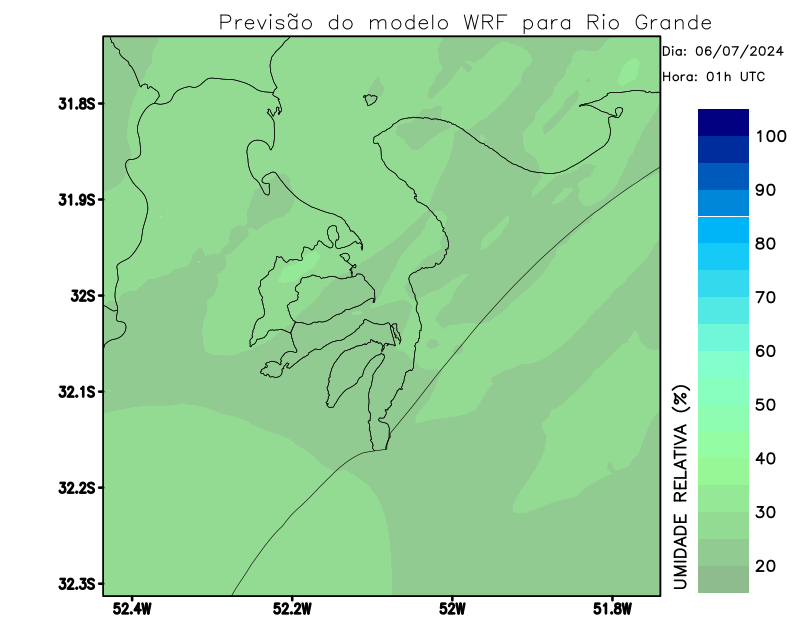 Previsão do modelo WRF para Rio Grande
Dia: 06/07/2024
Hora: 01h UTC
31.8S
31.9S
32S
32.1S
32.2S
32.3S
52.4W
52.2W
52W
51.8W
UMIDADE RELATIVA (%)
100
90
80
70
60
50
40
30
20